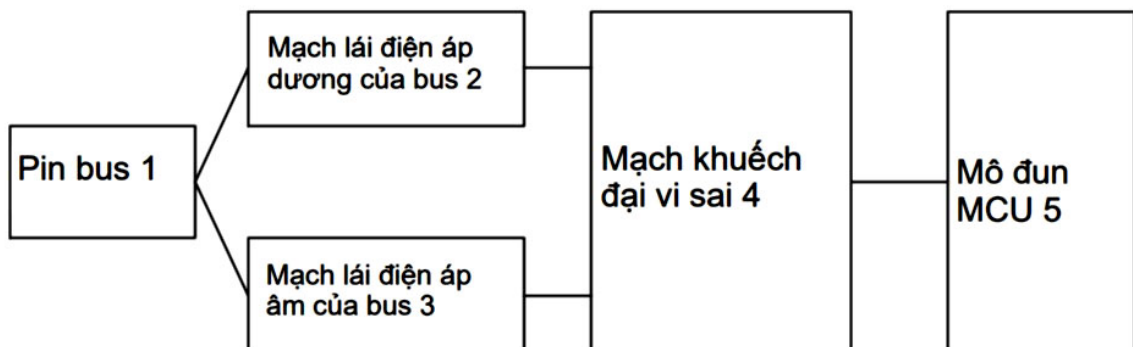 Mạch lái điện áp
dương của bus 2
Pin bus 1
Mạch khuếch
đại vi sai 4
Mô đun
MCU 5
Mạch lái điện áp
âm của bus 3